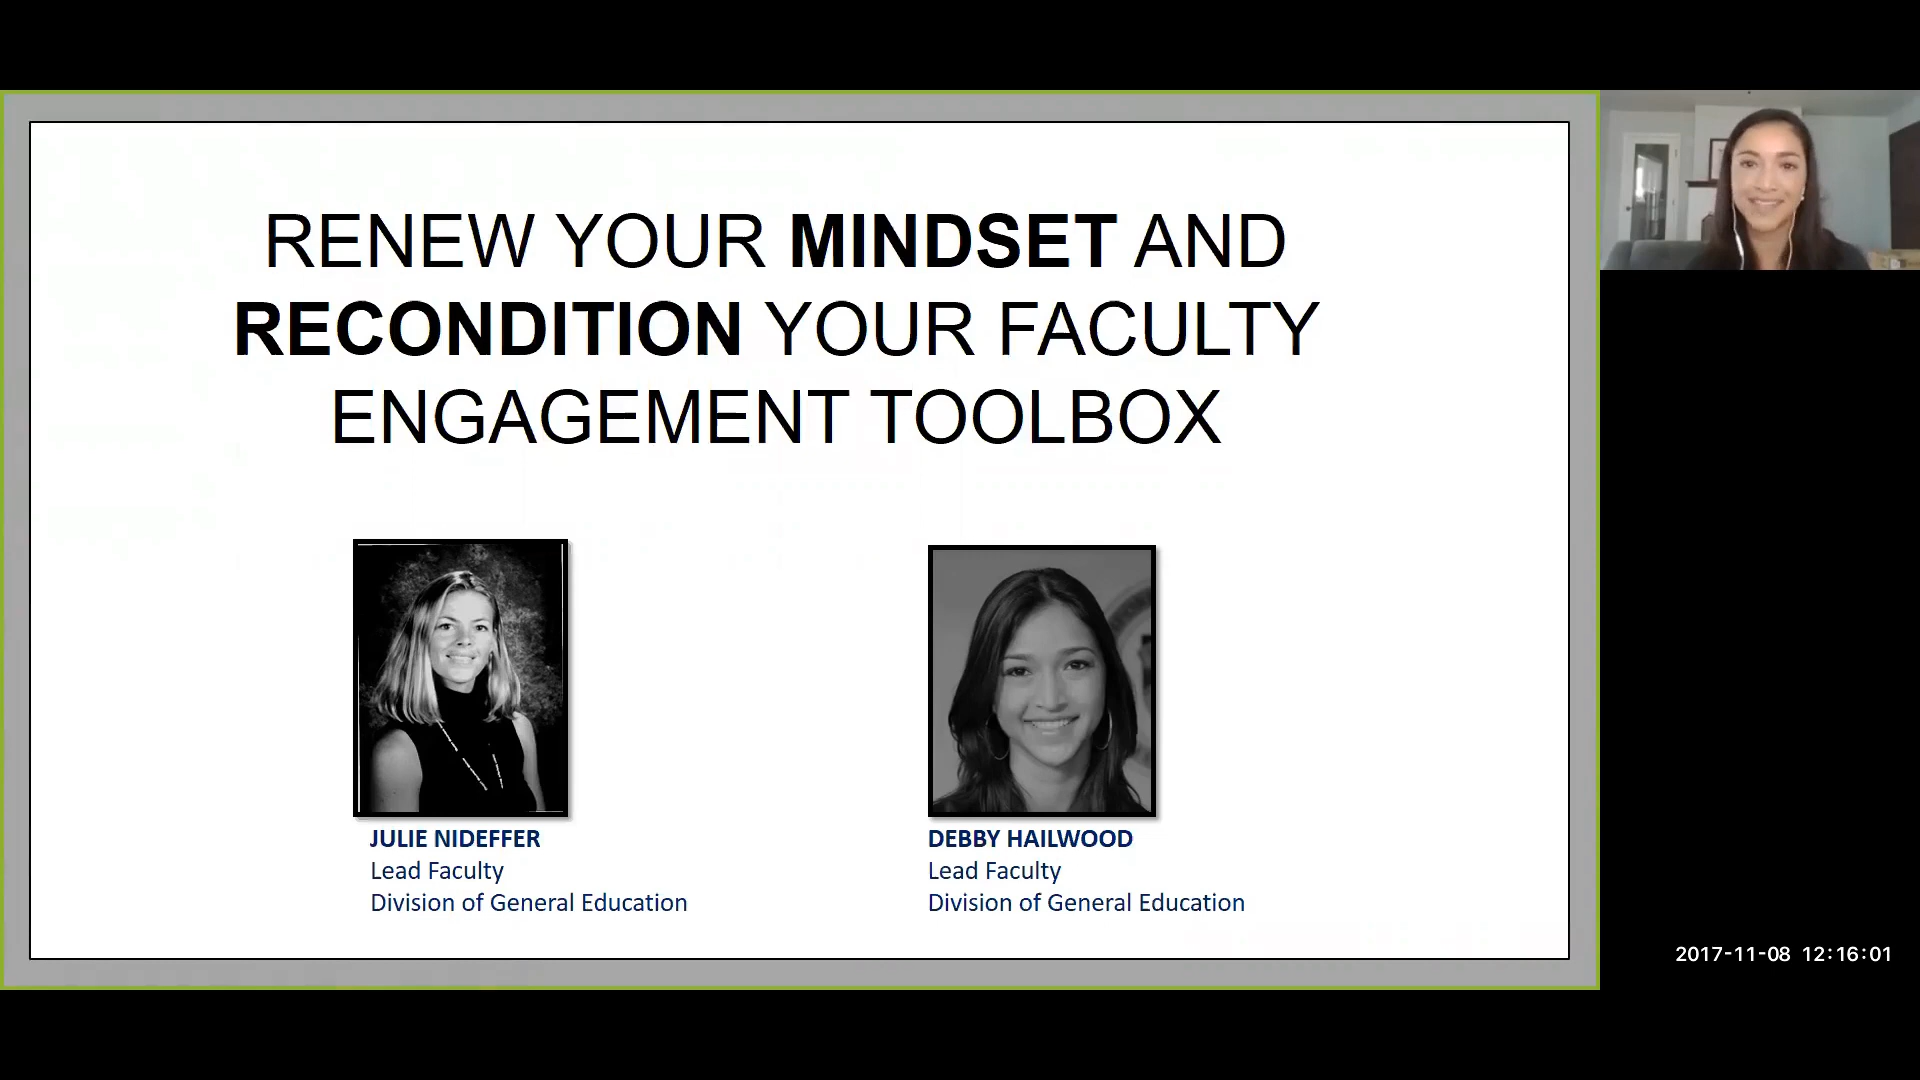 RENEW YOUR MINDSET AND
RECONDITION YOUR FACULTY
ENGAGEMENT TOOLBOX
JULIE NIDEFFER
Lead Faculty
Division of General Education
DEBBY HAILWOOD
Lead Faculty
Division of General Education
2017-11-08 12:16:01